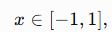 x ∈ [−1, 1],